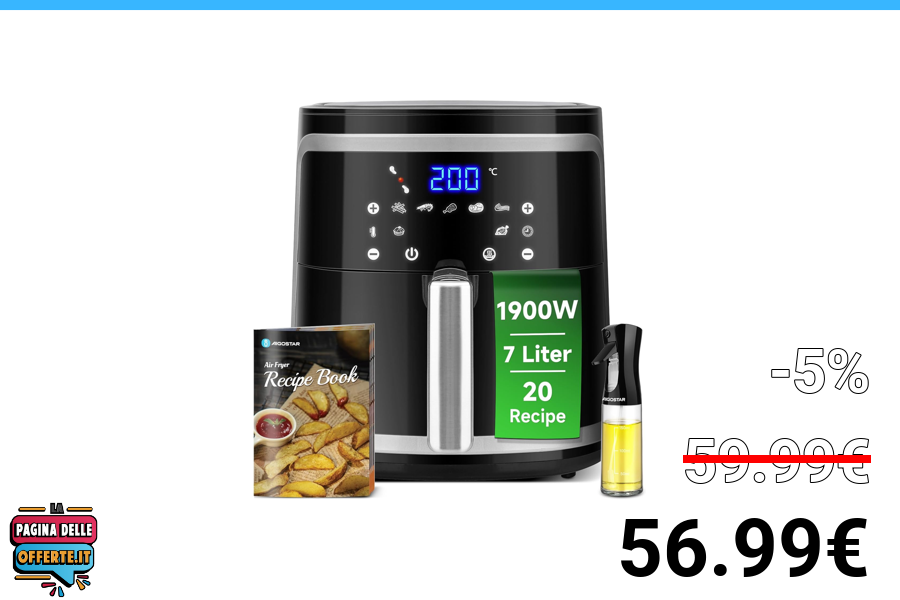 200 °C
1900W
7 Liter
20
Recipe
AIGOSTAR
Air Fryer
Recipe Book
AIGOSTAR
-5%
59.99€
56.99€
LA
PAGINA DELLE
OFFERTE.IT